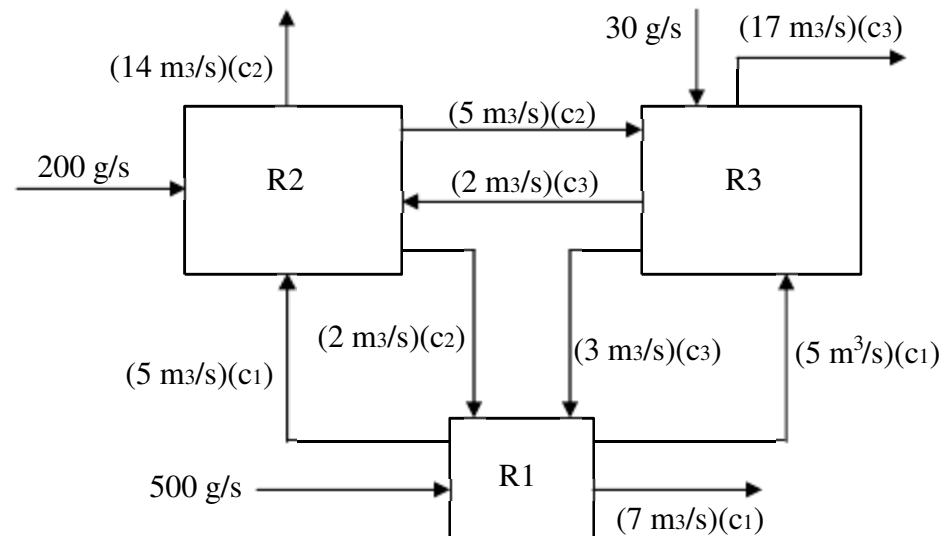 30 g/s
(17 m3/s)(c3)
(14 m3/s)(c2)
(5 m3/s)(c2)
200 g/s
R2
(2 m3/s)(c3)
R3
(2 m3/s)(c2)
(3 m3/s)(c3)
(5 m³/s)(c1)
(5 m3/s)(c1)
R1
500 g/s
(7 m3/s)(c1)